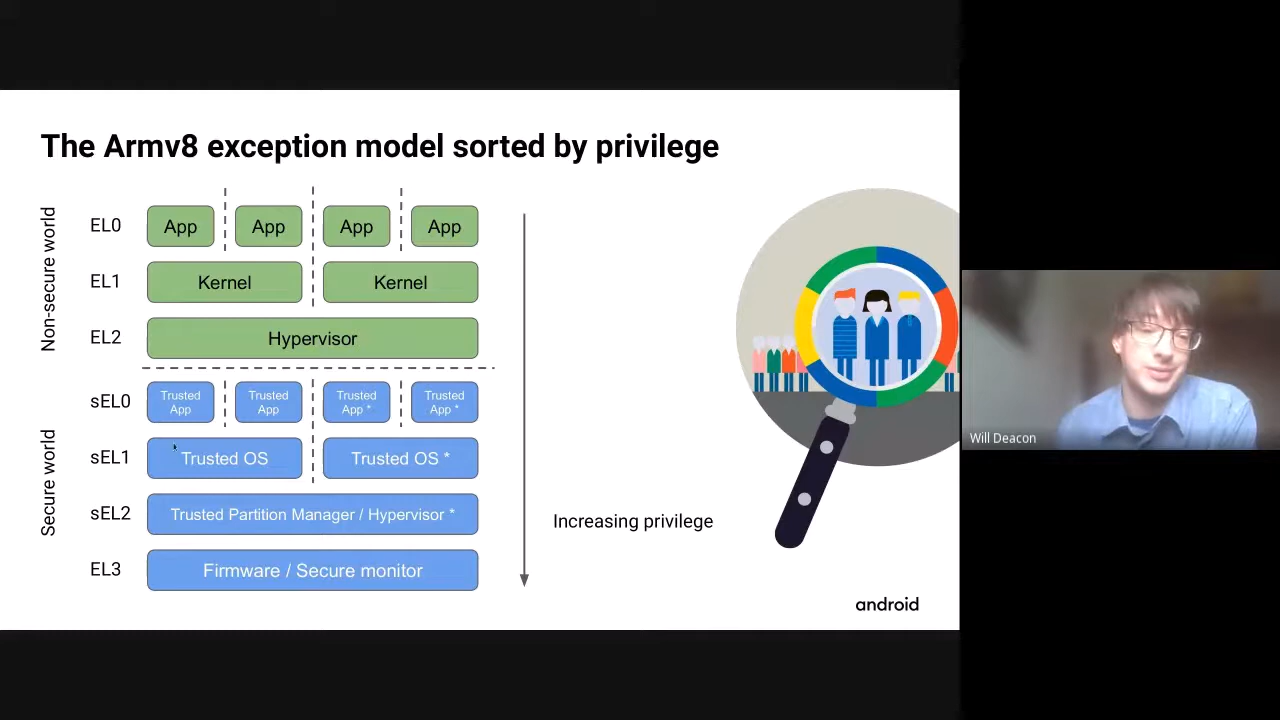 The Armv8 exception model sorted by privilege
Non-secure world
EL0
App
App
App
App
EL1
Kernel
Kernel
EL2
Hypervisor
Secure world
sEL0
Trusted
App
Trusted
App
Trusted
App *
Trusted
App *
sEL1
Trusted OS
Trusted OS *
sEL2
Trusted Partition Manager / Hypervisor *
EL3
Firmware / Secure monitor
Increasing privilege
android
Will Deacon